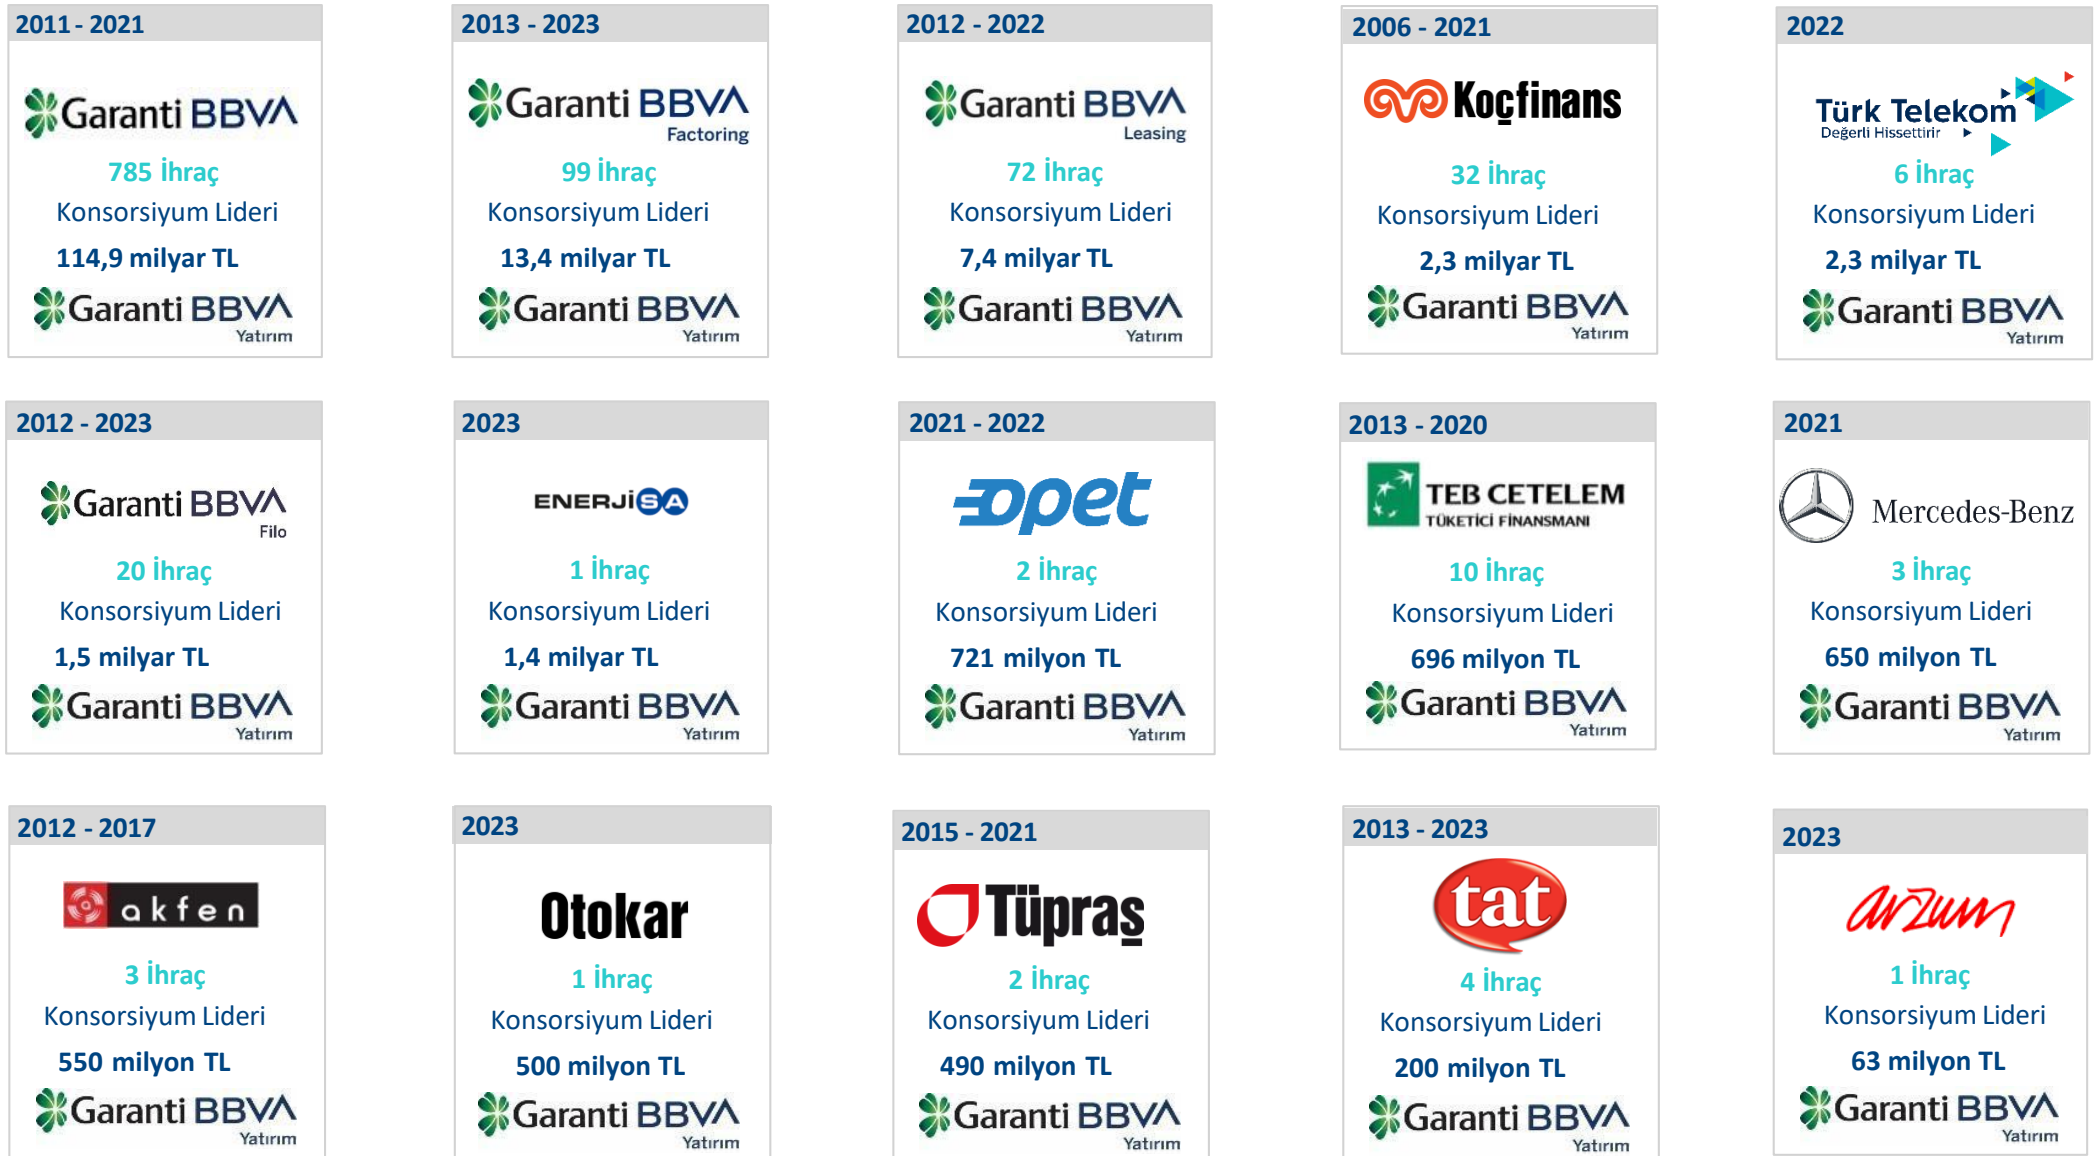 2011 - 2021
Garanti BBVA
785 İhraç
Konsorsiyum Lideri
114,9 milyar TL
Garanti BBVA
Yatırım
2013 - 2023
Garanti BBVA
Factoring
99 İhraç
Konsorsiyum Lideri
13,4 milyar TL
Garanti BBVA
Yatırım
2012 - 2022
Garanti BBVA
Leasing
72 İhraç
Konsorsiyum Lideri
7,4 milyar TL
Garanti BBVA
Yatırım
2006 - 2021
Koçfinans
32 İhraç
Konsorsiyum Lideri
2,3 milyar TL
Garanti BBVA
Yatırım
2022
Türk Telekom
Değerli Hissettirir
6 İhraç
Konsorsiyum Lideri
2,3 milyar TL
Garanti BBVA
Yatırım
2012 - 2023
Garanti BBVA
Filo
20 İhraç
Konsorsiyum Lideri
1,5 milyar TL
Garanti BBVA
Yatırım
2023
ENERJİSA
1 İhraç
Konsorsiyum Lideri
1,4 milyar TL
Garanti BBVA
Yatırım
2021 - 2022
opet
2 İhraç
Konsorsiyum Lideri
721 milyon TL
Garanti BBVA
Yatırım
2013 - 2020
TEB CETELEM
TÜKETİCİ FİNANSMANI
10 İhraç
Konsorsiyum Lideri
696 milyon TL
Garanti BBVA
Yatırım
2021
Mercedes-Benz
3 İhraç
Konsorsiyum Lideri
650 milyon TL
Garanti BBVA
Yatırım
2012 - 2017
akfen
3 İhraç
Konsorsiyum Lideri
550 milyon TL
Garanti BBVA
Yatırım
2023
Otokar
1 İhraç
Konsorsiyum Lideri
500 milyon TL
Garanti BBVA
Yatırım
2015 - 2021
Tüpraş
2 İhraç
Konsorsiyum Lideri
490 milyon TL
Garanti BBVA
Yatırım
2013 - 2023
tat
4 İhraç
Konsorsiyum Lideri
200 milyon TL
Garanti BBVA
Yatırım
2023
arzum
1 İhraç
Konsorsiyum Lideri
63 milyon TL
Garanti BBVA
Yatırım